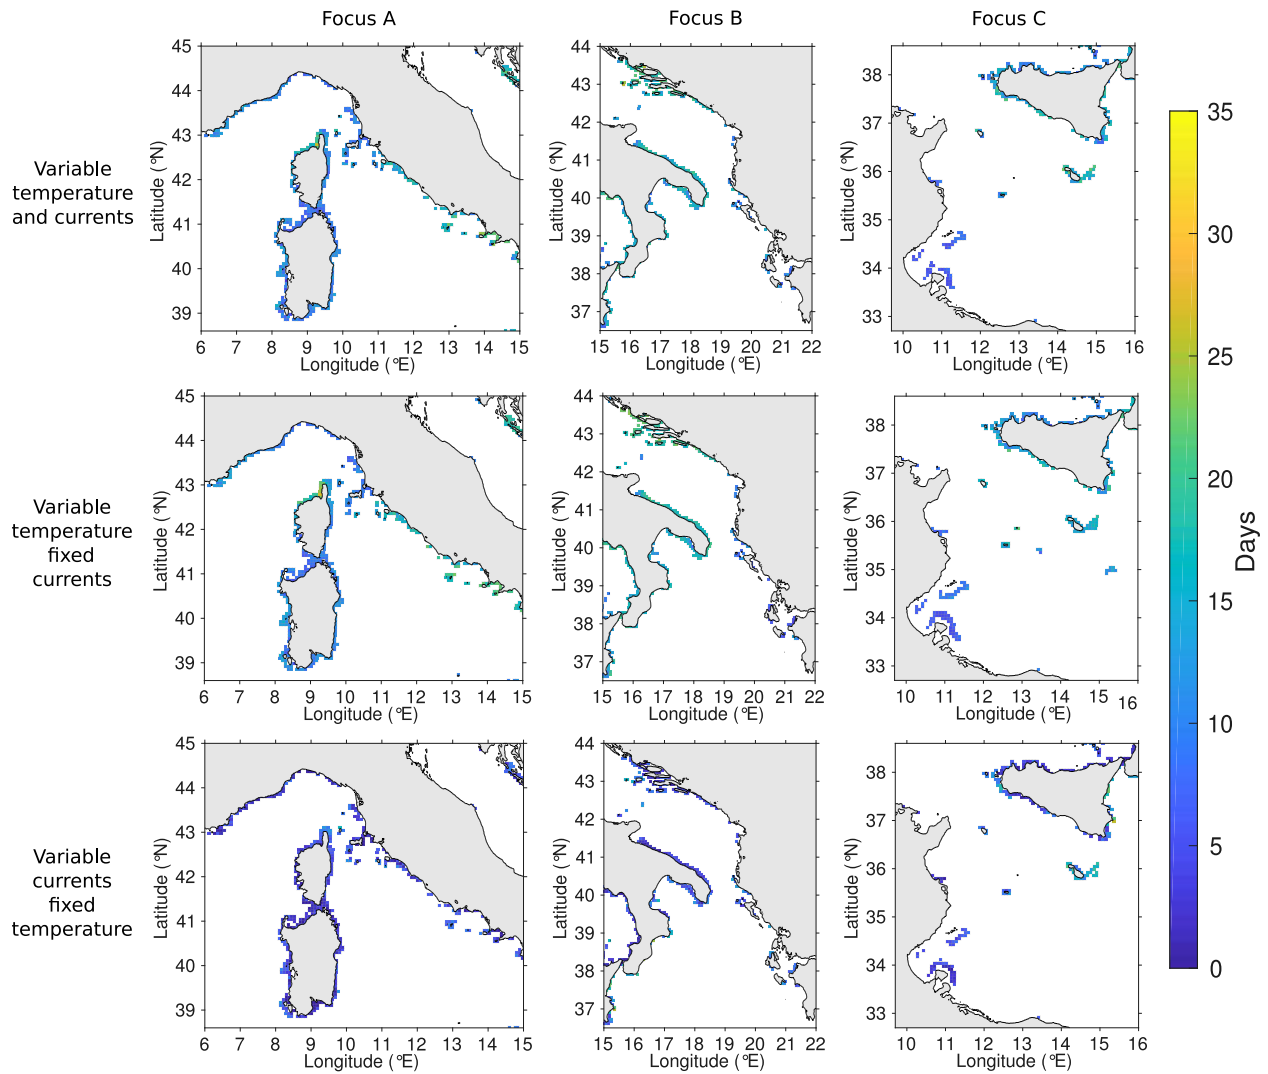 Focus A
Focus B
Focus C
Variable
temperature
and currents
45
44
43
42
41
40
39
6 7 8 9 10 11 12 13 14 15
Latitude (°N)
Longitude (°E)
44
43
42
41
40
39
38
37
15 16 17 18 19 20 21 22
Latitude (°N)
Longitude (°E)
38
37
36
35
34
33
10 11 12 13 14 15 16
Latitude (°N)
Longitude (°E)
Variable
temperature
fixed
currents
45
44
43
42
41
40
39
6 7 8 9 10 11 12 13 14 15
Latitude (°N)
Longitude (°E)
44
43
42
41
40
39
38
37
15 16 17 18 19 20 21 22
Latitude (°N)
Longitude (°E)
38
37
36
35
34
33
10 11 12 13 14 15 16
Latitude (°N)
Longitude (°E)
Variable
currents
fixed
temperature
45
44
43
42
41
40
39
6 7 8 9 10 11 12 13 14 15
Latitude (°N)
Longitude (°E)
44
43
42
41
40
39
38
37
15 16 17 18 19 20 21 22
Latitude (°N)
Longitude (°E)
38
37
36
35
34
33
10 11 12 13 14 15 16
Latitude (°N)
Longitude (°E)
35
30
25
20
15
10
5
0
Days